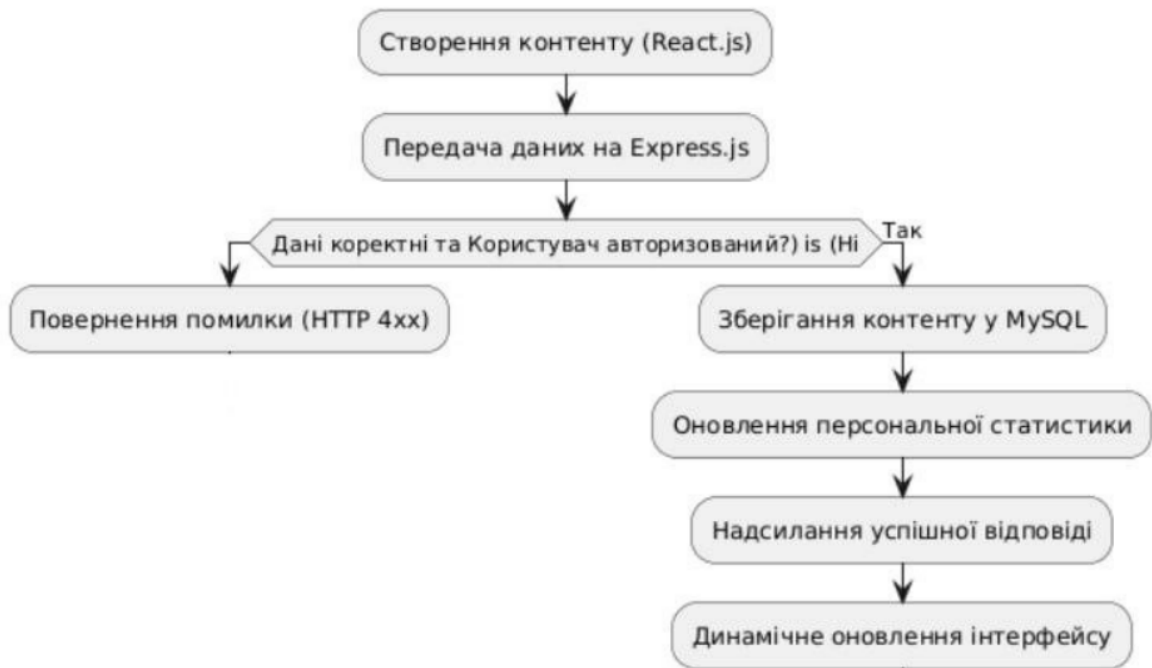 Створення контенту (React.js)
Передача даних на Express.js
Дані коректні та Користувач авторизований?) is (Ні
Так
Повернення помилки (HTTP 4xx)
Зберігання контенту у MySQL
Оновлення персональної статистики
Надсилання успішної відповіді
Динамічне оновлення інтерфейсу